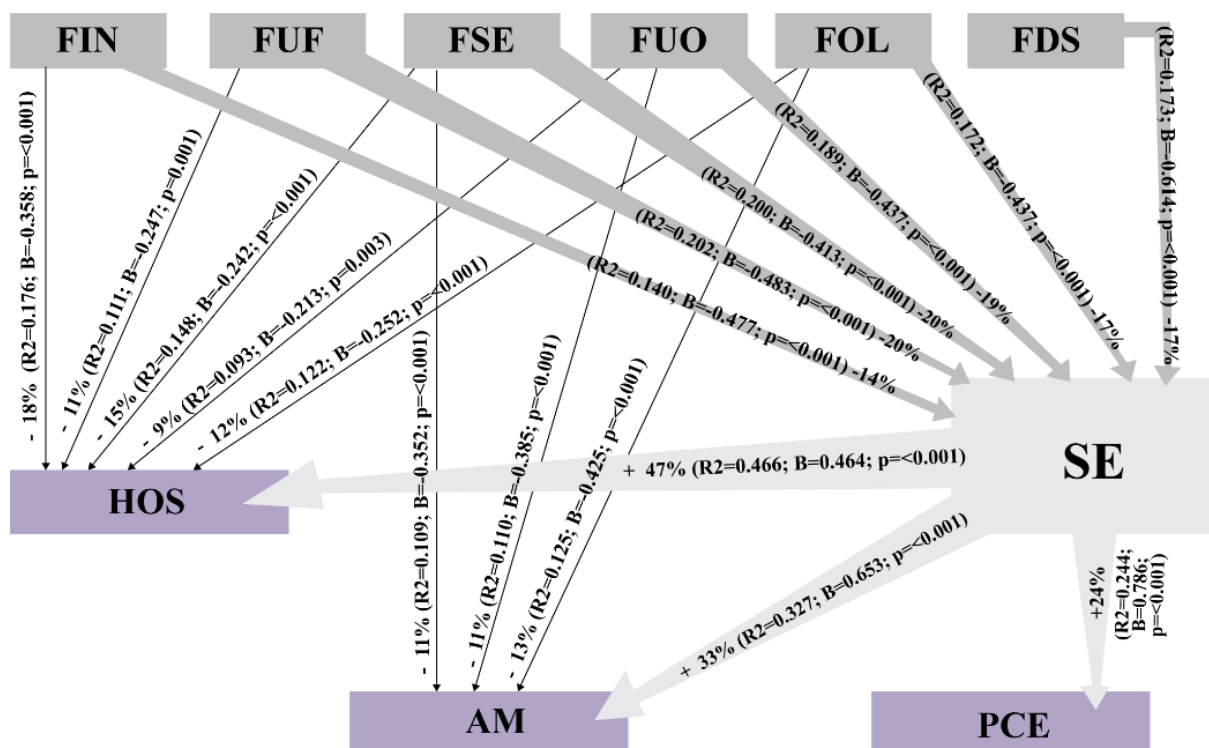 FIN
FUF
FSE
FUO
FOL
FDS
- 18% (R2=0.176; B=-0.358; p=<0.001)
- 11% (R2=0.111; B=-0.247; p=0.001)
- 15% (R2=0.148; B=-0.242; p=<0.001)
- 9% (R2=0.093; B=-0.213; p=0.003)
- 12% (R2=0.122; B=-0.252; p=<0.001)
- 11% (R2=0.109; B=-0.352; p=<0.001)
- 11% (R2=0.110; B=-0.385; p=<0.001)
- 13% (R2=0.125; B=-0.425; p=<0.001)
(R2=0.140; B=-0.477; p=<0.001) -14%
(R2=0.202; B=-0.483; p=<0.001) -20%
(R2=0.200; B=-0.413; p=<0.001) -20%
(R2=0.189; B=-0.437; p=<0.001) -19%
(R2=0.172; B=-0.437; p=<0.001) -17%
(R2=0.173; B=-0.614; p=<0.001) -17%
SE
+ 47% (R2=0.466; B=0.464; p=<0.001)
HOS
+ 33% (R2=0.327; B=0.653; p=<0.001)
+24%
(R2=0.244;
B=0.786;
p=<0.001)
AM
PCE